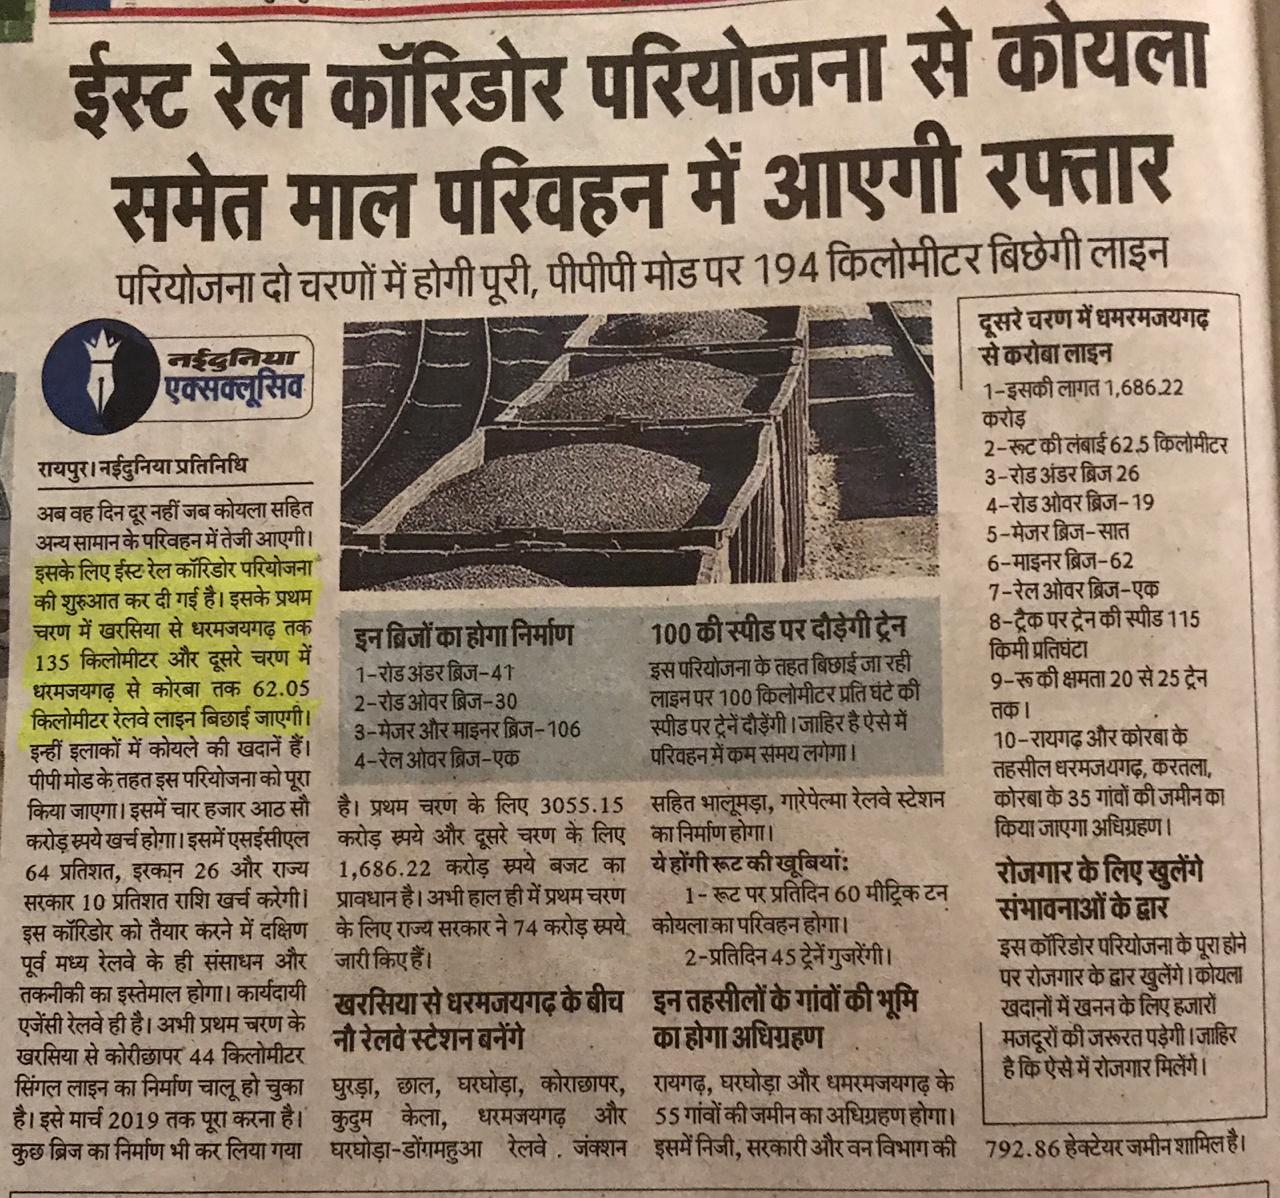 ईस्ट रेल कॉरिडोर परियोजना से कोयला
समेत माल परिवहन में आएगी रफ्तार
परियोजना दो चरणों में होगी पूरी, पीपीपी मोड पर 194 किलोमीटर बिछेगी लाइन
नईदुनिया
एक्सक्लूसिव
रायपुर। नईदुनिया प्रतिनिधि
अब वह दिन दूर नहीं जब कोयला सहित
अन्य सामान के परिवहन में तेजी आएगी।
इसके लिए ईस्ट रेल कॉरिडोर परियोजना
की शुरुआत कर दी गई है। इसके प्रथम
चरण में खरसिया से धरमजयगढ़ तक
135 किलोमीटर और दूसरे चरण में
धरमजयगढ़ से कोरबा तक 62.05
किलोमीटर रेलवे लाइन बिछाई जाएगी।
इन्हीं इलाकों में कोयले की खदानें हैं।
पीपी मोड के तहत इस परियोजना को पूरा
किया जाएगा। इसमें चार हजार आठ सौ
करोड़ रुपये खर्च होगा। इसमें एसईसीएल
64 प्रतिशत, इरकान 26 और राज्य
सरकार 10 प्रतिशत राशि खर्च करेगी।
इस कॉरिडोर को तैयार करने में दक्षिण
पूर्व मध्य रेलवे के ही संसाधन और
तकनीकी का इस्तेमाल होगा। कार्यदायी
एजेंसी रेलवे ही है। अभी प्रथम चरण के
खरसिया से कोरीछापर 44 किलोमीटर
सिंगल लाइन का निर्माण चालू हो चुका
है। इसे मार्च 2019 तक पूरा करना है।
कुछ ब्रिज का निर्माण भी कर लिया गया
इन ब्रिजों का होगा निर्माण
1-रोड अंडर ब्रिज-41
2-रोड ओवर ब्रिज-30
3-मेजर और माइनर ब्रिज-106
4-रेल ओवर ब्रिज-एक
100 की स्पीड पर दौड़ेगी ट्रेन
इस परियोजना के तहत बिछाई जा रही
लाइन पर 100 किलोमीटर प्रति घंटे की
स्पीड पर ट्रेनें दौड़ेंगी। जाहिर है ऐसे में
परिवहन में कम समय लगेगा।
है। प्रथम चरण के लिए 3055.15
करोड़ रुपये और दूसरे चरण के लिए
1,686.22 करोड़ रुपये बजट का
प्रावधान है। अभी हाल ही में प्रथम चरण
के लिए राज्य सरकार ने 74 करोड़ रुपये
जारी किए हैं।
खरसिया से धरमजयगढ़ के बीच
नौ रेलवे स्टेशन बनेंगे
घुरड़ा, छाल, घरघोड़ा, कोराछापर,
कुदुम केला, धरमजयगढ़ और
घरघोड़ा-डोंगमहुआ रेलवे . जंक्शन
सहित भालूमड़ा, गारेपेल्मा रेलवे स्टेशन
का निर्माण होगा।
ये होंगी रूट की खूबियां:
1- रूट पर प्रतिदिन 60 मीट्रिक टन
कोयला का परिवहन होगा।
2-प्रतिदिन 45 ट्रेनें गुजरेंगी।
इन तहसीलों के गांवों की भूमि
का होगा अधिग्रहण
रायगढ़, घरघोड़ा और धमरमजयगढ़ के
55 गांवों की जमीन का अधिग्रहण होगा।
इसमें निजी, सरकारी और वन विभाग की
792.86 हेक्टेयर जमीन शामिल है।
दूसरे चरण में धमरमजयगढ़
से करोबा लाइन
1-इसकी लागत 1,686.22
करोड़
2-रूट की लंबाई 62.5 किलोमीटर
3-रोड अंडर ब्रिज 26
4-रोड ओवर ब्रिज-19
5-मेजर ब्रिज-सात
6-माइनर ब्रिज-62
7-रेल ओवर ब्रिज-एक
8-ट्रैक पर ट्रेन की स्पीड 115
किमी प्रतिघंटा
9-रू की क्षमता 20 से 25 ट्रेन
तक।
10-रायगढ़ और कोरबा के
तहसील धरमजयगढ़, करतला,
कोरबा के 35 गांवों की जमीन का
किया जाएगा अधिग्रहण।
रोजगार के लिए खुलेंगे
संभावनाओं के द्वार
इस कॉरिडोर परियोजना के पूरा होने
पर रोजगार के द्वार खुलेंगे। कोयला
खदानों में खनन के लिए हजारों
मजदूरों की जरूरत पड़ेगी। जाहिर
है कि ऐसे में रोजगार मिलेंगे।